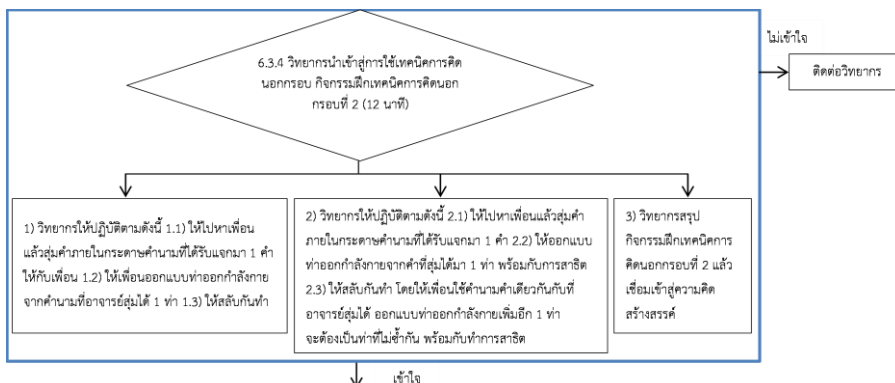 6.3.4 วิทยากรนำเข้าสู่การใช้เทคนิคการคิด
นอกกรอบ กิจกรรมฝึกเทคนิคการคิดนอก
กรอบที่ 2 (12 นาที)
ไม่เข้าใจ
ติดต่อวิทยากร
1) วิทยากรให้ปฏิบัติตามดังนี้ 1.1) ให้ไปหาเพื่อน
แล้วสุ่มคำภายในกระดาษคำนามที่ได้รับแจกมา 1 คำ
ให้กับเพื่อน 1.2) ให้เพื่อนออกแบบท่าออกกำลังกาย
จากคำนามที่อาจารย์สุ่มได้ 1 ท่า 1.3) ให้สลับกันทำ
2) วิทยากรให้ปฏิบัติตามดังนี้ 2.1) ให้ไปหาเพื่อนแล้วสุ่มคำ
ภายในกระดาษคำนามที่ได้รับแจกมา 1 คำ 2.2) ให้ออกแบบ
ท่าออกกำลังกายจากคำที่สุ่มได้มา 1 ท่า พร้อมกับการสาธิต
2.3) ให้สลับกันทำ โดยให้เพื่อนใช้คำนามคำเดียวกันกับที่
อาจารย์สุ่มได้ ออกแบบท่าออกกำลังกายเพิ่มอีก 1 ท่า
จะต้องเป็นท่าที่ไม่ซ้ำกัน พร้อมกับทำการสาธิต
3) วิทยากรสรุป
กิจกรรมฝึกเทคนิคการ
คิดนอกกรอบที่ 2 แล้ว
เชื่อมเข้าสู่ความคิด
สร้างสรรค์
เข้าใจ